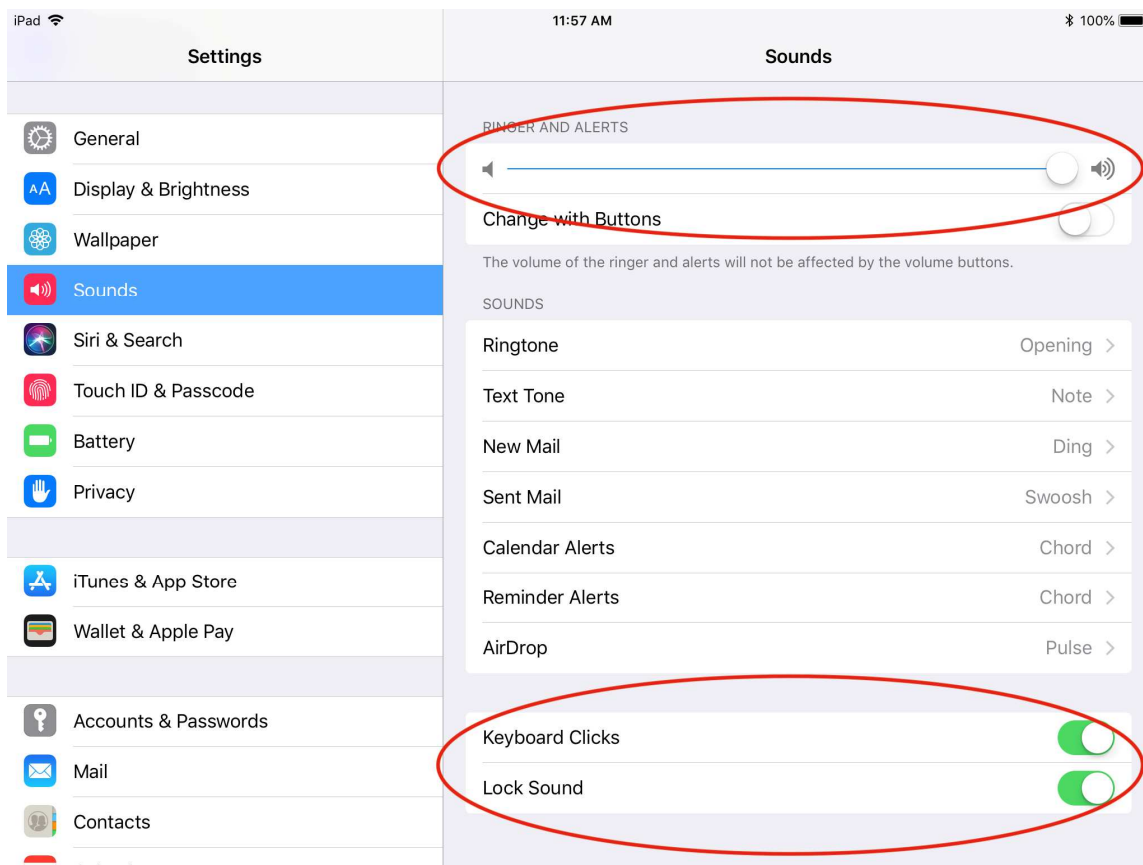 iPad
11:57 AM
100%
Settings
Sounds
General
AA Display & Brightness
Wallpaper
Sounds
Siri & Search
Touch ID & Passcode
Battery
Privacy
iTunes & App Store
Wallet & Apple Pay
Accounts & Passwords
Mail
Contacts
RINGER AND ALERTS
Change with Buttons
The volume of the ringer and alerts will not be affected by the volume buttons.
SOUNDS
Ringtone Opening
Text Tone Note
New Mail Ding
Sent Mail Swoosh
Calendar Alerts Chord
Reminder Alerts Chord
AirDrop Pulse
Keyboard Clicks
Lock Sound